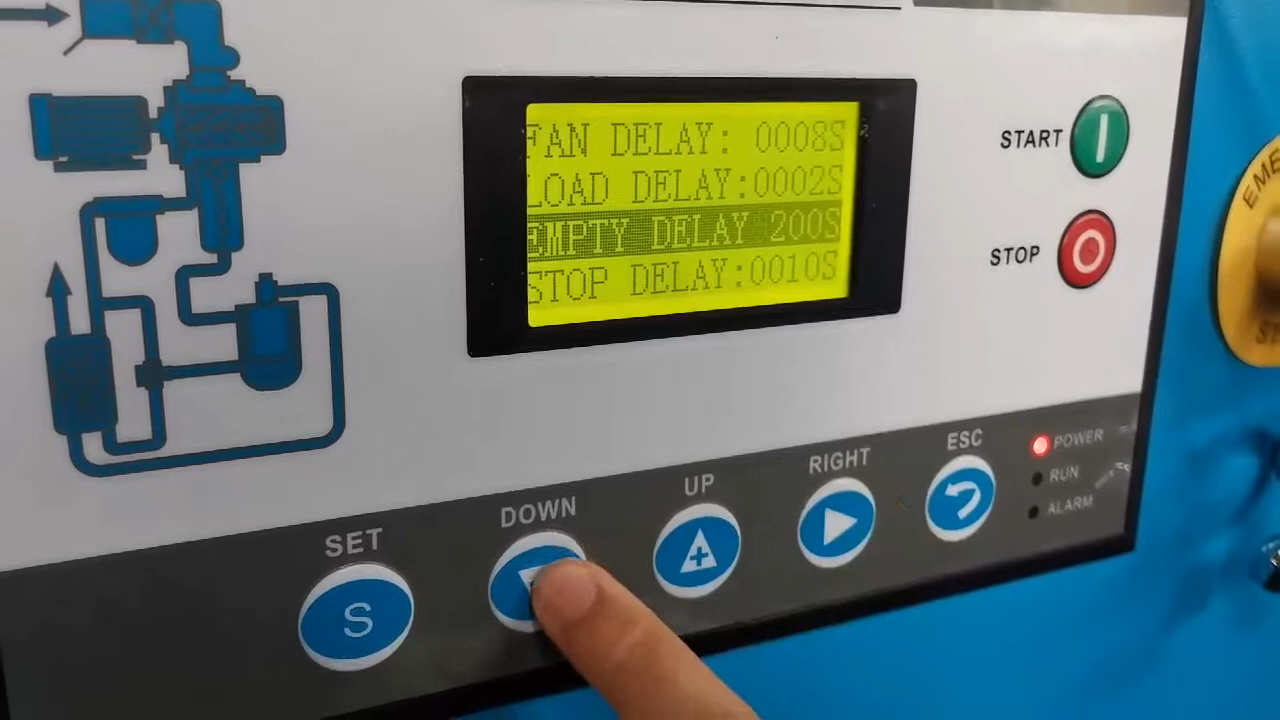 FAN DELAY: 0008S
LOAD DELAY:0002S
EMPTY DELAY 200S
STOP DELAY:0010S
START
STOP
EME
SET
S
DOWN
UP
RIGHT
ESC
POWER
RUN
ALARM